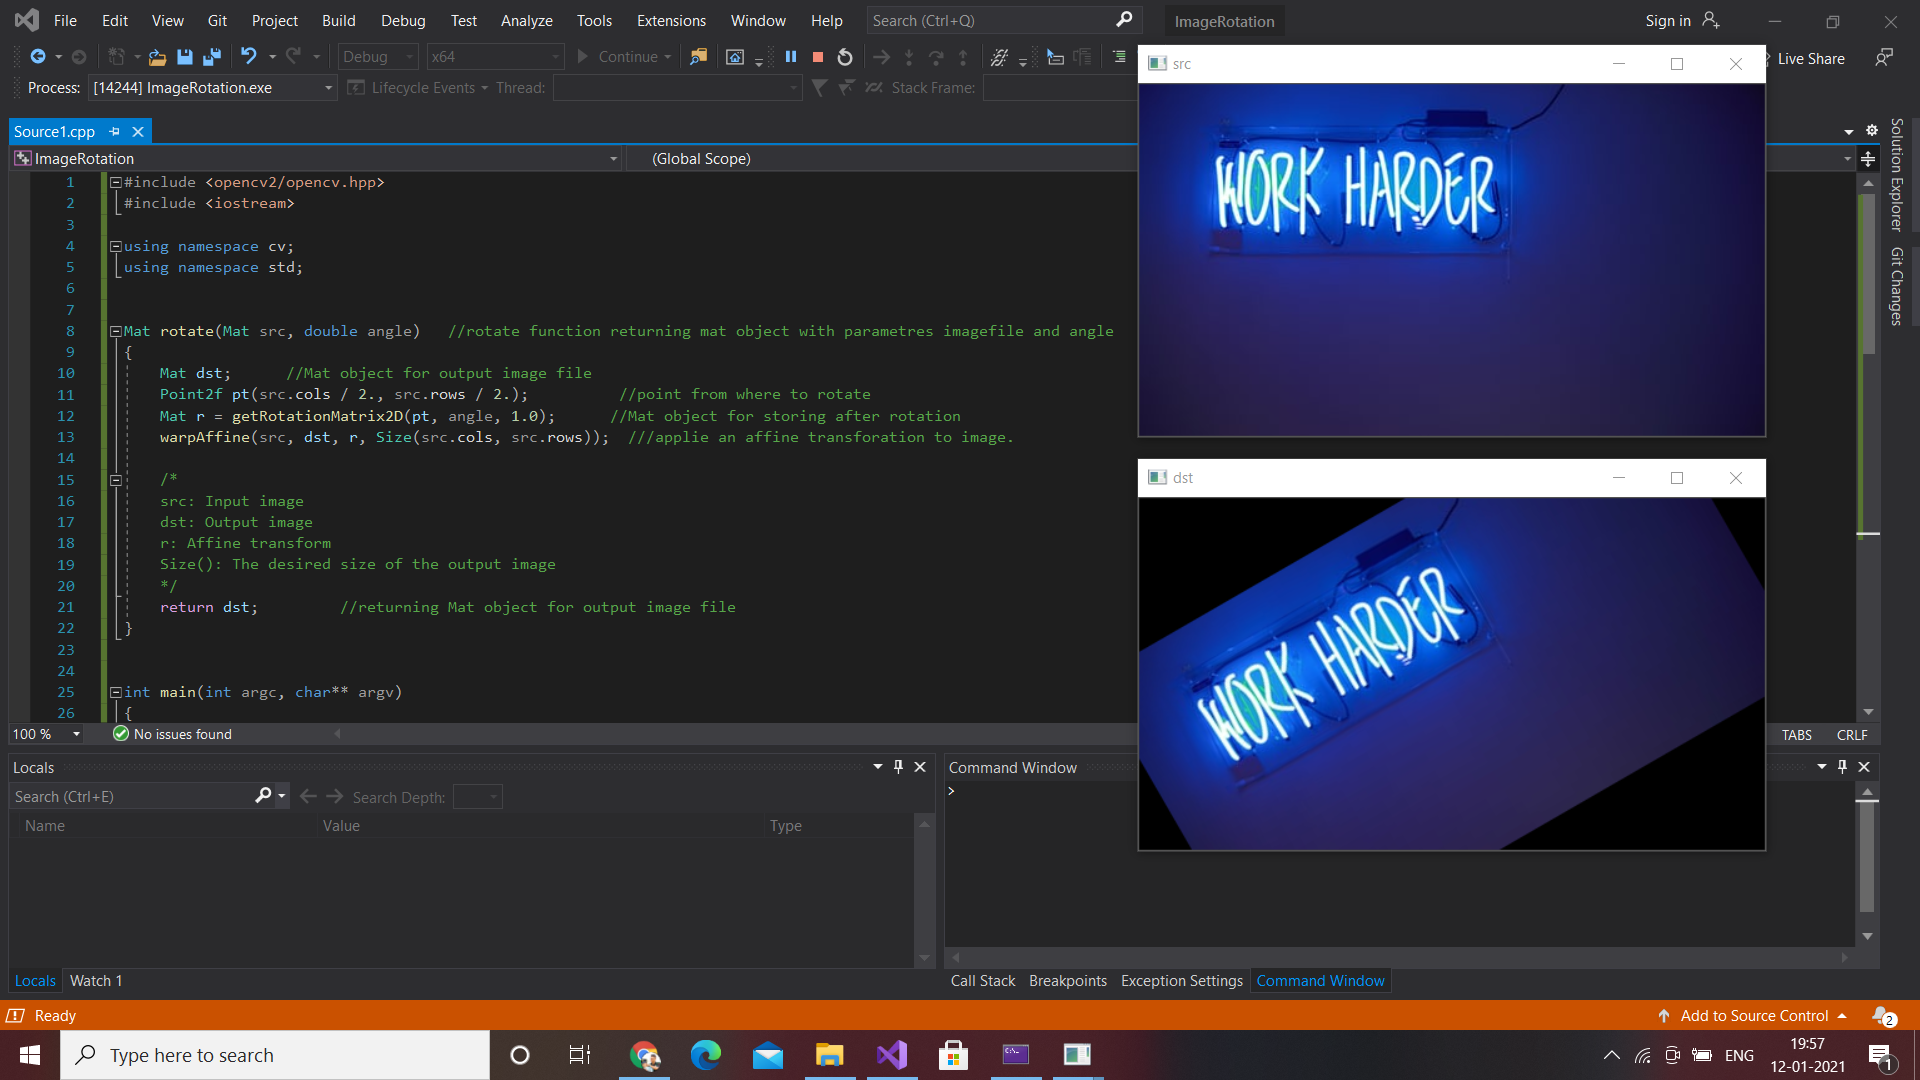 File Edit View Git Project Build Debug Test Analyze Tools Extensions Window Help Search (Ctrl+Q) ImageRotation Sign in
Debug x64 Continue Live Share
Process: [14244] ImageRotation.exe Lifecycle Events Thread: Stack Frame:
Source1.cpp
ImageRotation (Global Scope)
1 #include <opencv2/opencv.hpp>
2 #include <iostream>
3
4 using namespace cv;
5 using namespace std;
6
7
8 Mat rotate(Mat src, double angle) //rotate function returning mat object with parametres imagefile and angle
9 {
10 Mat dst; //Mat object for output image file
11 Point2f pt(src.cols / 2., src.rows / 2.); //point from where to rotate
12 Mat r = getRotationMatrix2D(pt, angle, 1.0); //Mat object for storing after rotation
13 warpAffine(src, dst, r, Size(src.cols, src.rows)); ///applie an affine transforation to image.
14
15 /*
16 src: Input image
17 dst: Output image
18 r: Affine transform
19 Size(): The desired size of the output image
20 */
21 return dst; //returning Mat object for output image file
22 }
23
24
25 int main(int argc, char** argv)
26 {
src
WORK HARDER
dst
WORK HARDER
Solution Explorer
Git Changes
100 % No issues found TABS CRLF
Locals
Search (Ctrl+E) Search Depth:
Name Value Type
Locals Watch 1
Command Window
>
Call Stack Breakpoints Exception Settings Command Window
Ready Add to Source Control 2
Type here to search
ENG 19:57
12-01-2021 1